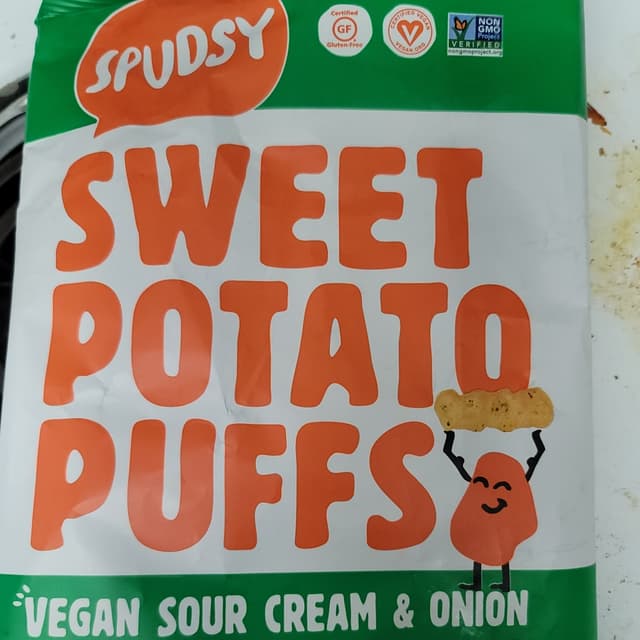 SPUDSY
Certified
GF
Gluten-Free
CERTIFIED VEGAN
V
VEGAN.ORG
NON
GMO
Project
VERIFIED
nongmoproject.org
SWEET
POTATO
PUFFS
VEGAN SOUR CREAM & ONION